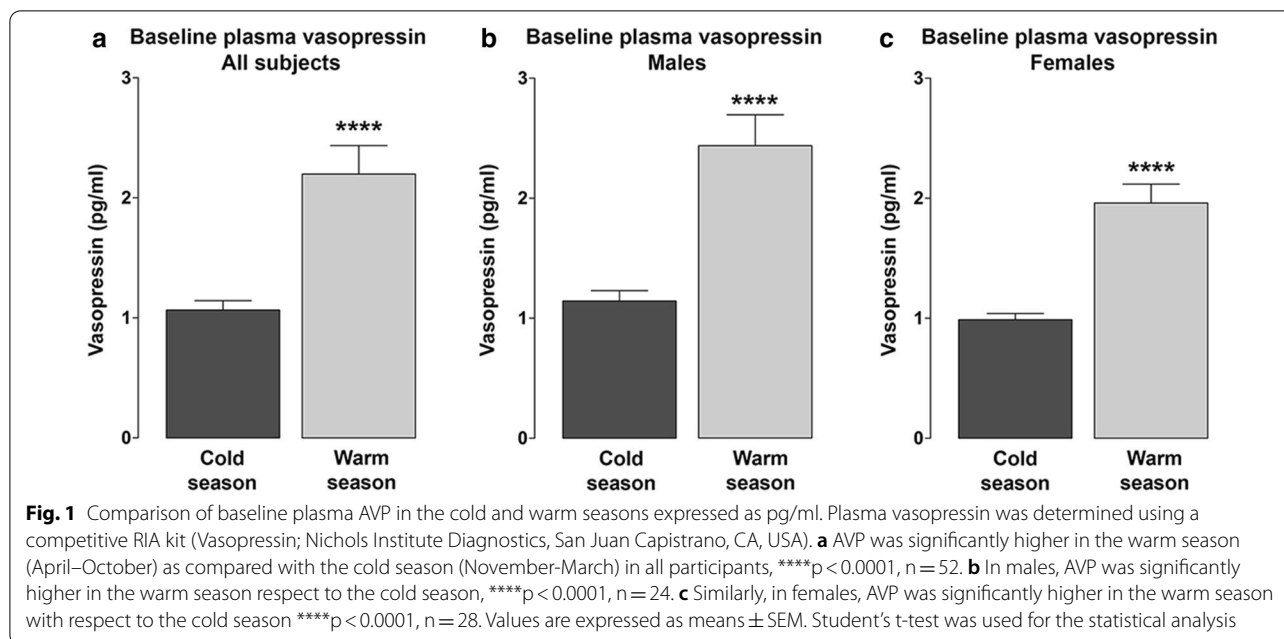 a Baseline plasma vasopressin
All subjects
3
2
1
0
Vasopressin (pg/ml)
****
Cold
season
Warm
season
b Baseline plasma vasopressin
Males
3
2
1
0
Vasopressin (pg/ml)
****
Cold
season
Warm
season
c Baseline plasma vasopressin
Females
3
2
1
0
Vasopressin (pg/ml)
****
Cold
season
Warm
season
Fig. 1 Comparison of baseline plasma AVP in the cold and warm seasons expressed as pg/ml. Plasma vasopressin was determined using a
competitive RIA kit (Vasopressin; Nichols Institute Diagnostics, San Juan Capistrano, CA, USA). a AVP was significantly higher in the warm season
(April–October) as compared with the cold season (November-March) in all participants, ****p < 0.0001, n = 52. b In males, AVP was significantly
higher in the warm season respect to the cold season, ****p < 0.0001, n = 24. c Similarly, in females, AVP was significantly higher in the warm season
with respect to the cold season ****p < 0.0001, n = 28. Values are expressed as means ± SEM. Student's t-test was used for the statistical analysis